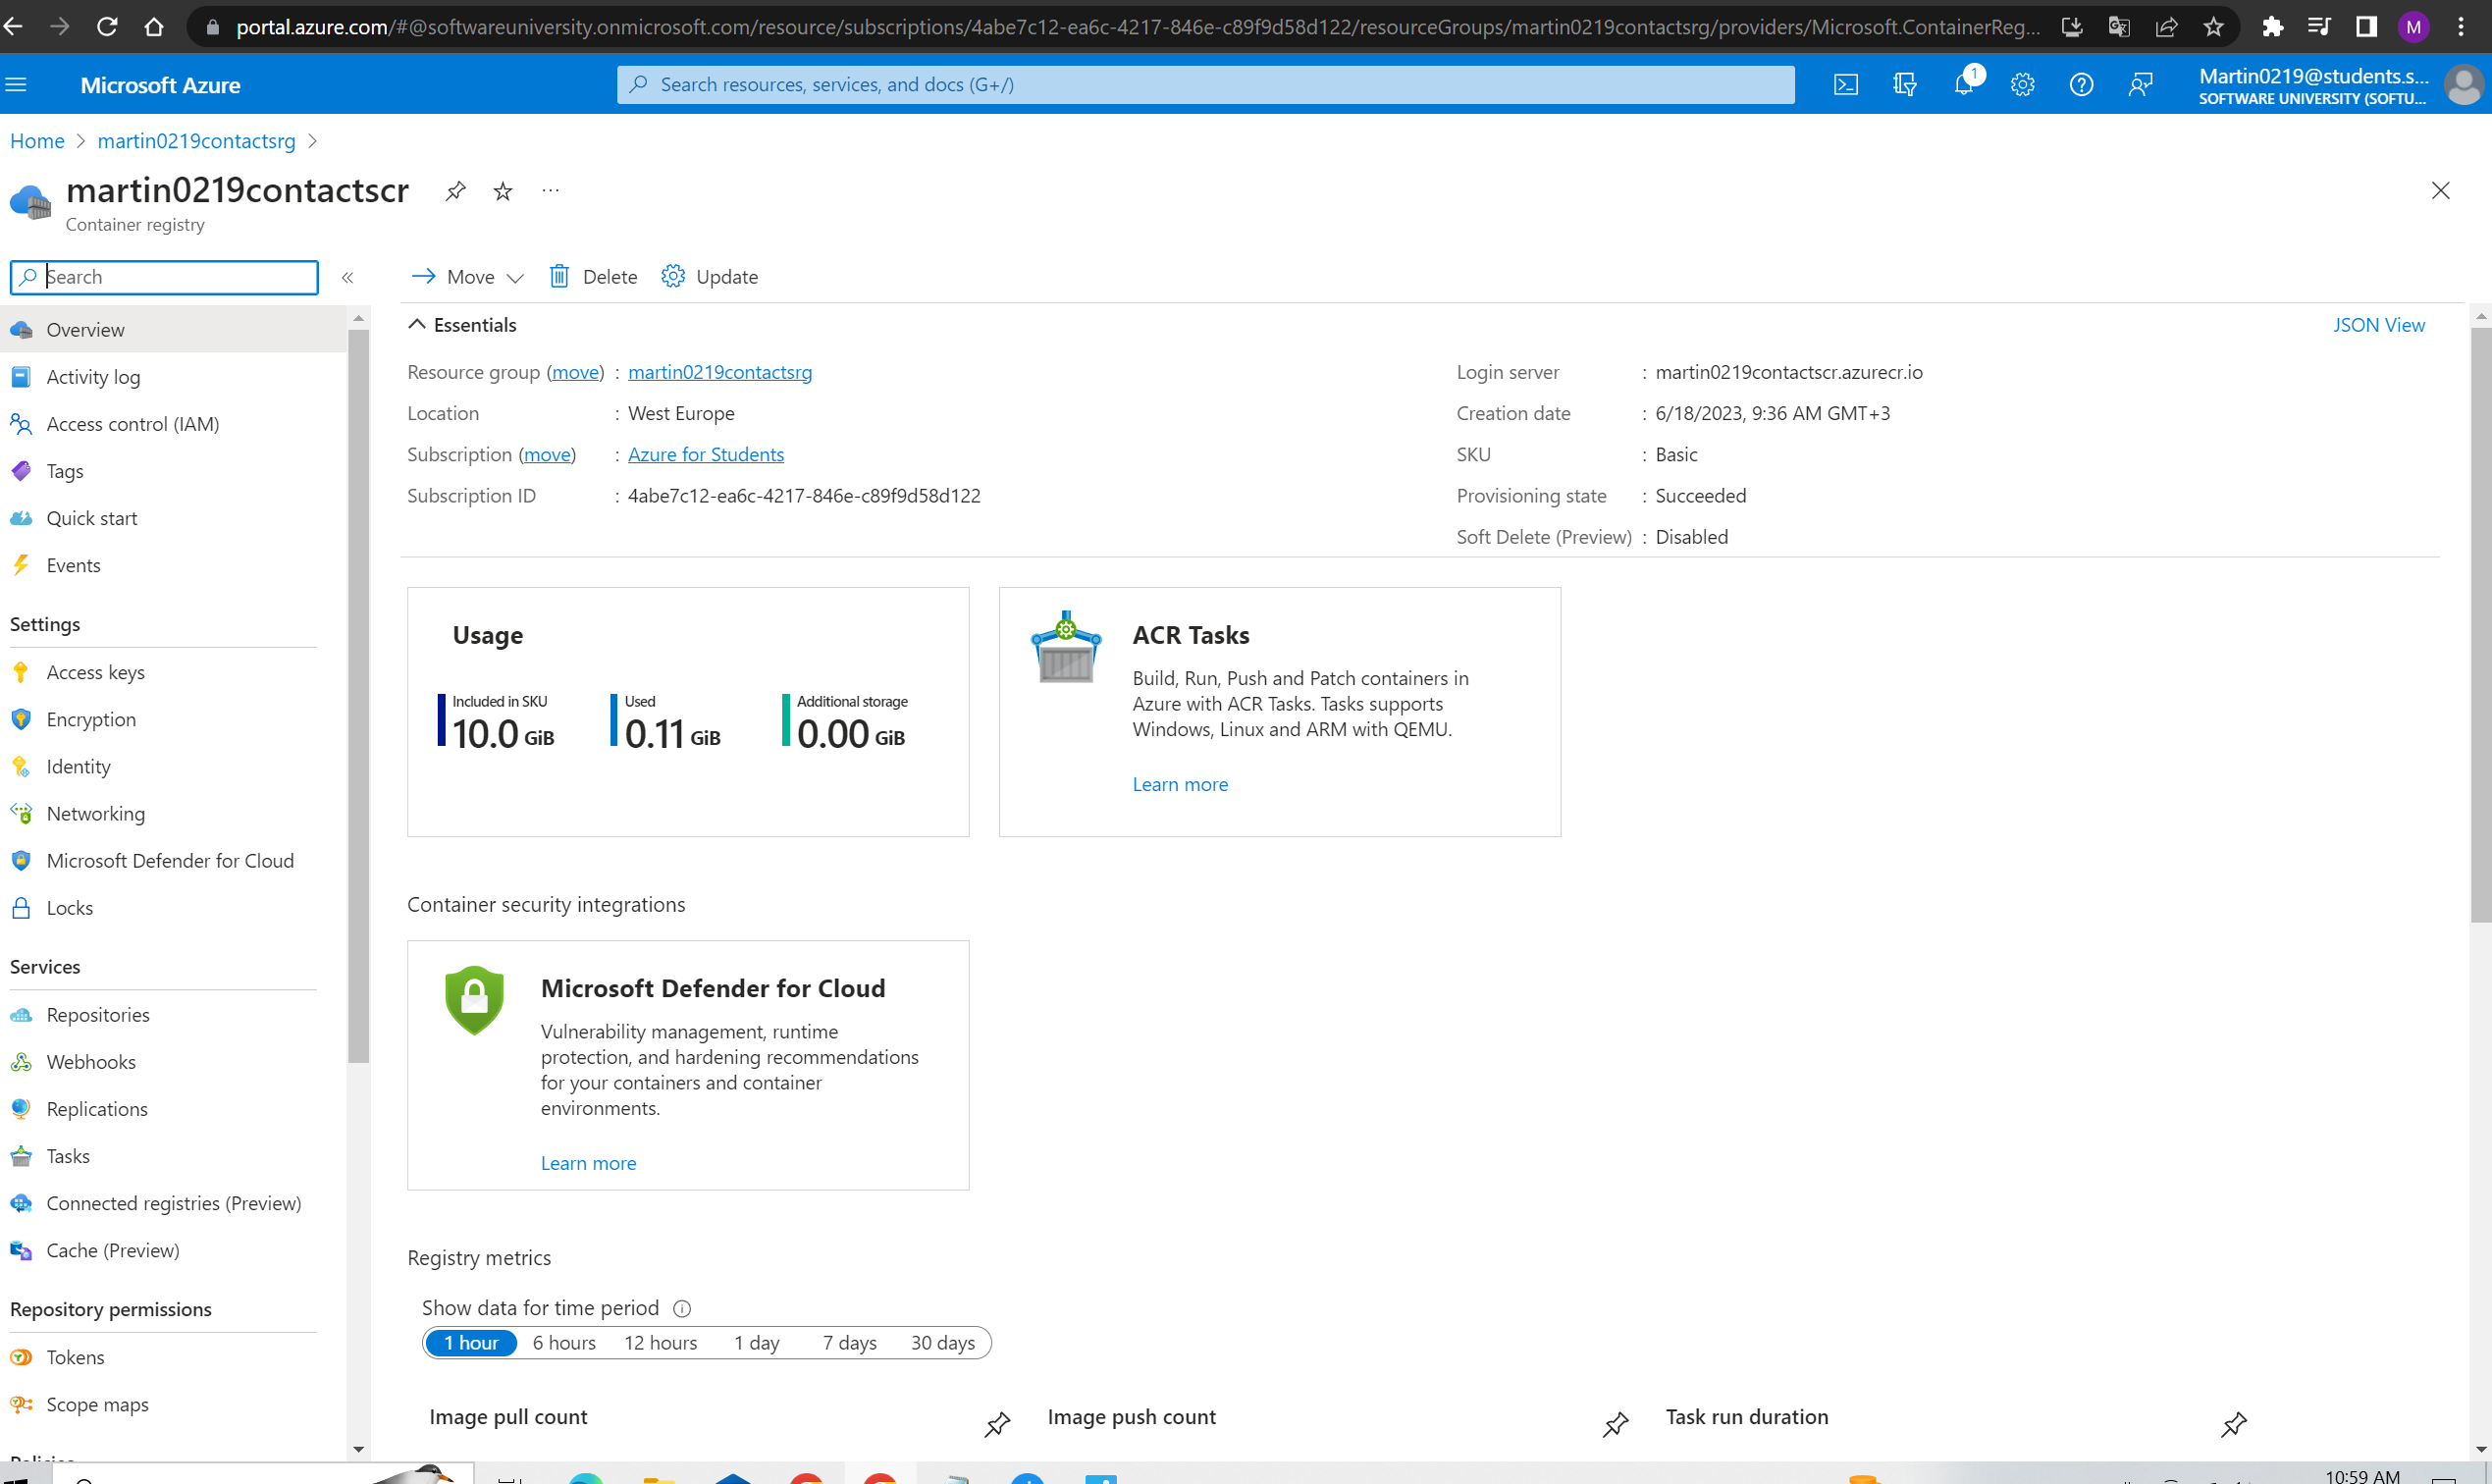 portal.azure.com/#@softwareuniversity.onmicrosoft.com/resource/subscriptions/4abe7c12-ea6c-4217-846e-c89f9d58d122/resourceGroups/martin0219contactsrg/providers/Microsoft.ContainerReg...
M
Microsoft Azure
Search resources, services, and docs (G+/)
1
Martin0219@students.s...
SOFTWARE UNIVERSITY (SOFTU...
Home > martin0219contactsrg >
martin0219contactscr
Container registry
Search
Move
Delete
Update
Overview
Activity log
Access control (IAM)
Tags
Quick start
Events
Settings
Access keys
Encryption
Identity
Networking
Microsoft Defender for Cloud
Locks
Services
Repositories
Webhooks
Replications
Tasks
Connected registries (Preview)
Cache (Preview)
Repository permissions
Tokens
Scope maps
Policies
Essentials
JSON View
Resource group (move) : martin0219contactsrg
Location : West Europe
Subscription (move) : Azure for Students
Subscription ID : 4abe7c12-ea6c-4217-846e-c89f9d58d122
Login server : martin0219contactscr.azurecr.io
Creation date : 6/18/2023, 9:36 AM GMT+3
SKU : Basic
Provisioning state : Succeeded
Soft Delete (Preview) : Disabled
Usage
Included in SKU
10.0 GiB
Used
0.11 GiB
Additional storage
0.00 GiB
ACR Tasks
Build, Run, Push and Patch containers in
Azure with ACR Tasks. Tasks supports
Windows, Linux and ARM with QEMU.
Learn more
Container security integrations
Microsoft Defender for Cloud
Vulnerability management, runtime
protection, and hardening recommendations
for your containers and container
environments.
Learn more
Registry metrics
Show data for time period
1 hour 6 hours 12 hours 1 day 7 days 30 days
Image pull count
Image push count
Task run duration
10:59 AM